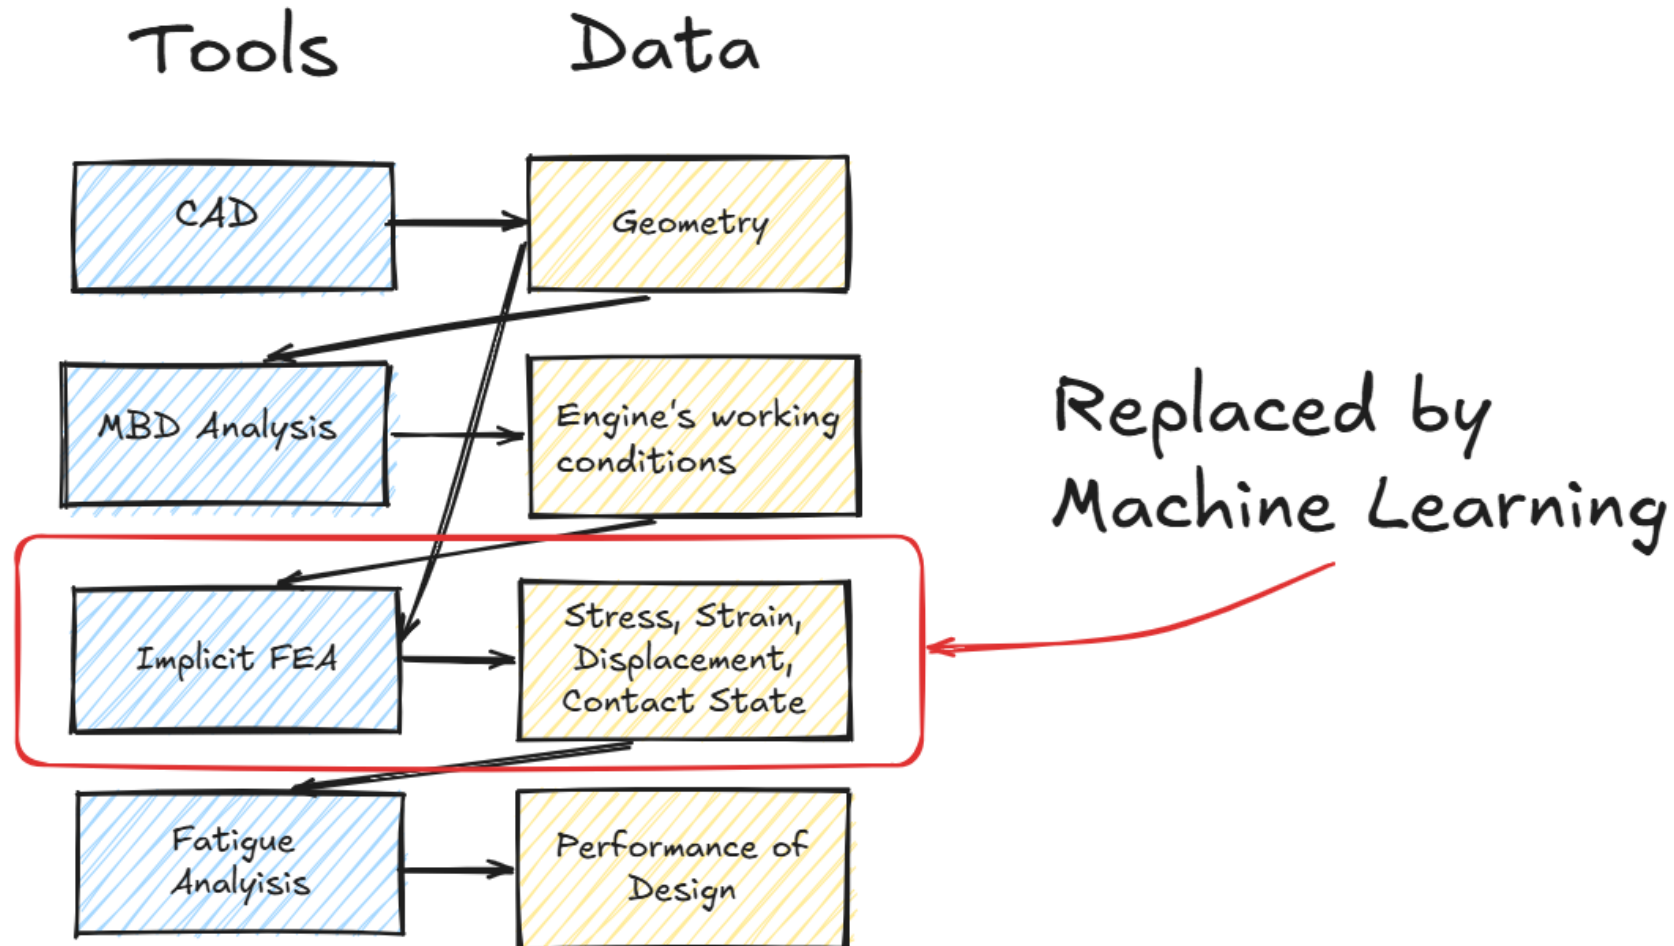 Tools
Data
CAD
Geometry
MBD Analysis
Engine's working
conditions
Replaced by
Machine Learning
Implicit FEA
Stress, Strain,
Displacement,
Contact State
Fatigue
Analyisis
Performance of
Design